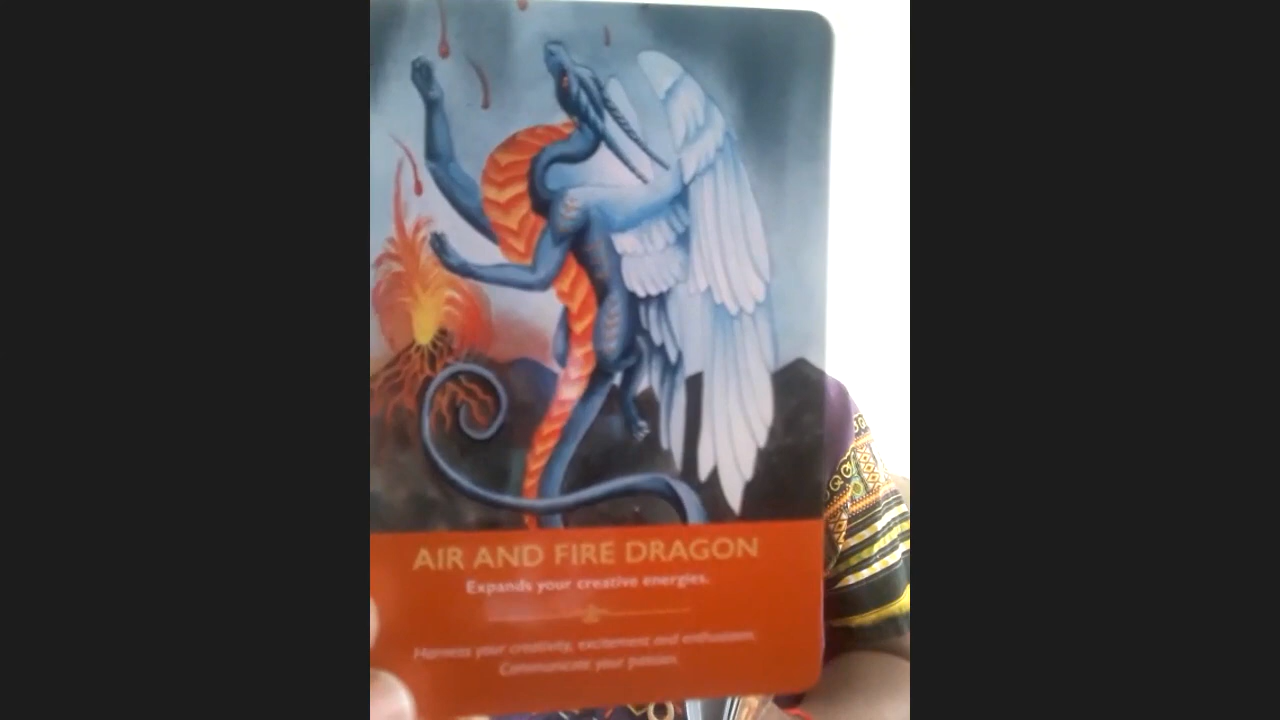 AIR AND FIRE DRAGON
Expands your creative energies.
Harness your creativity, excitement and enthusiasm.
Communicate your passion.